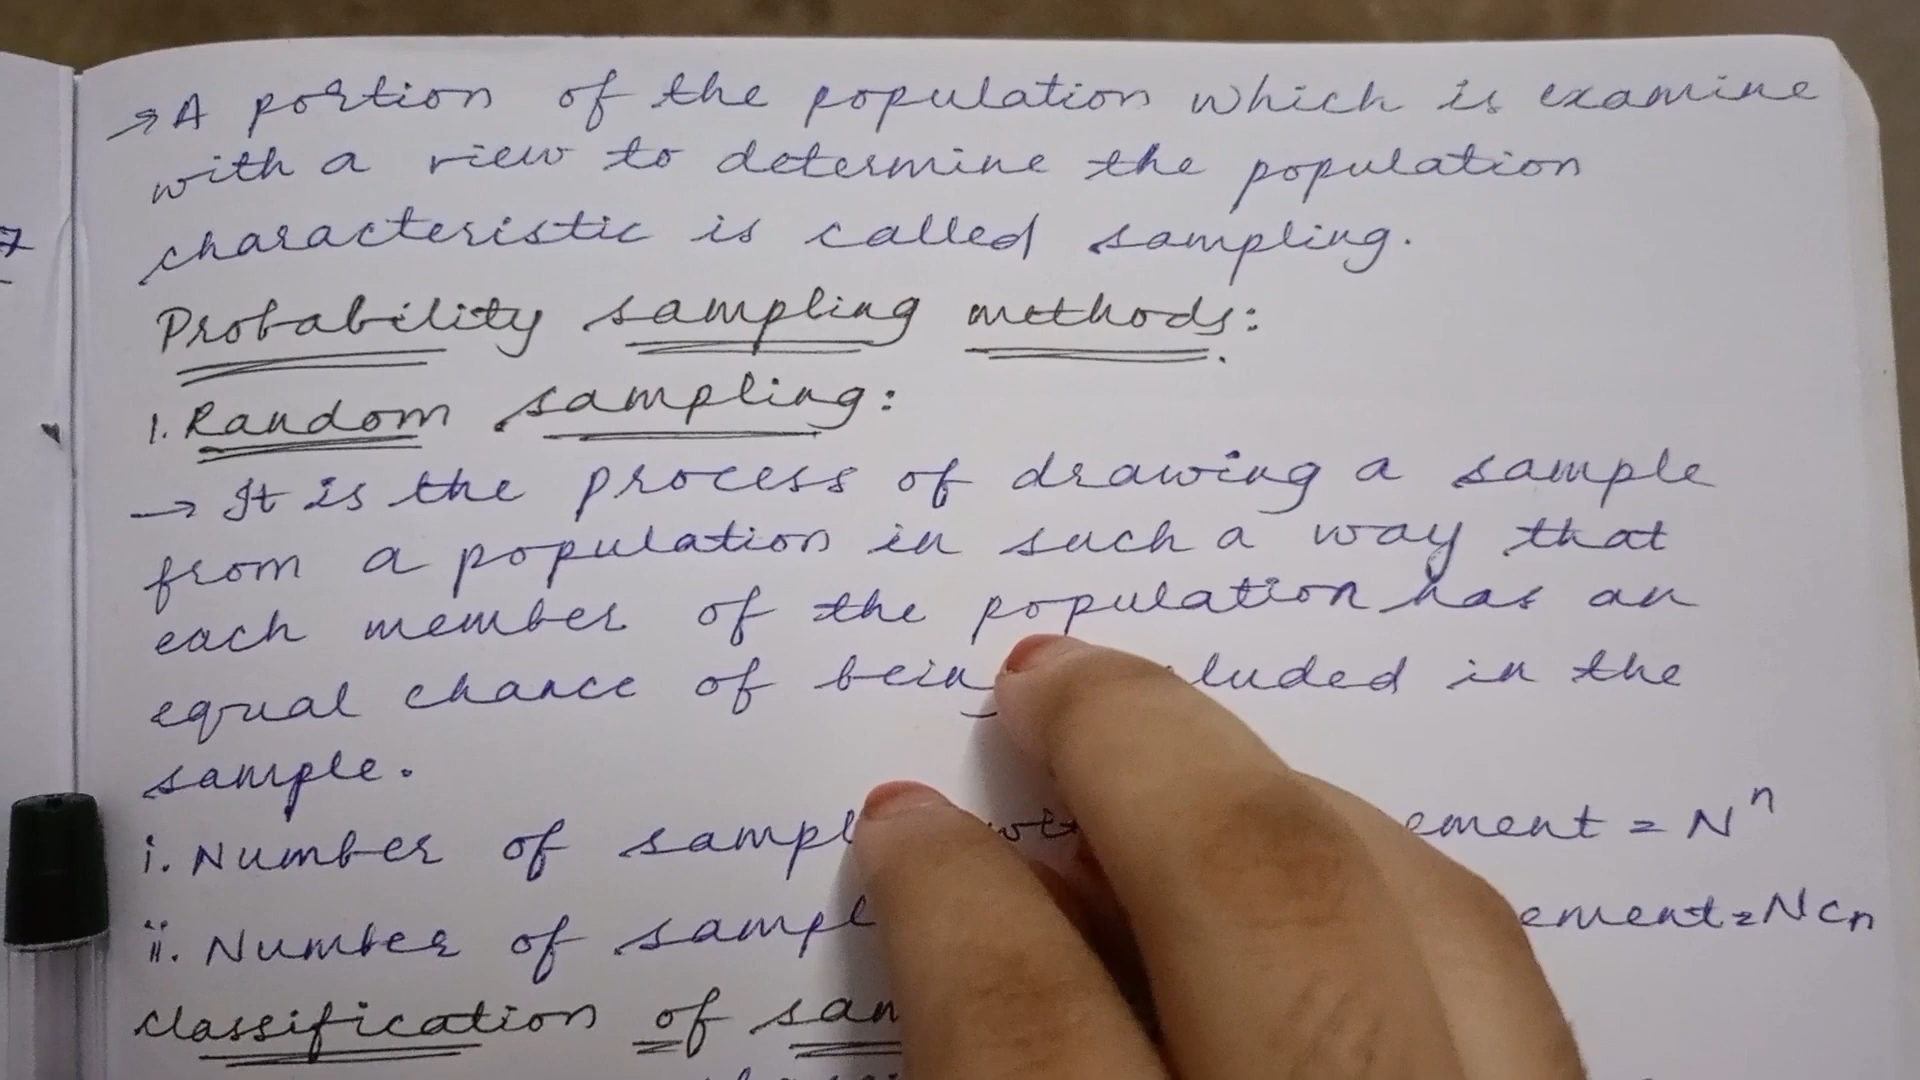 → A portion of the population which is examine
with a view to determine the population
characteristic is called sampling.
Probability sampling methods:
1. Random sampling:
→ It is the process of drawing a sample
from a population in such a way that
each member of the population has an
equal chance of being in the
sample.
i. Number of = Nⁿ
ii. Number of = Ncₙ
classification of